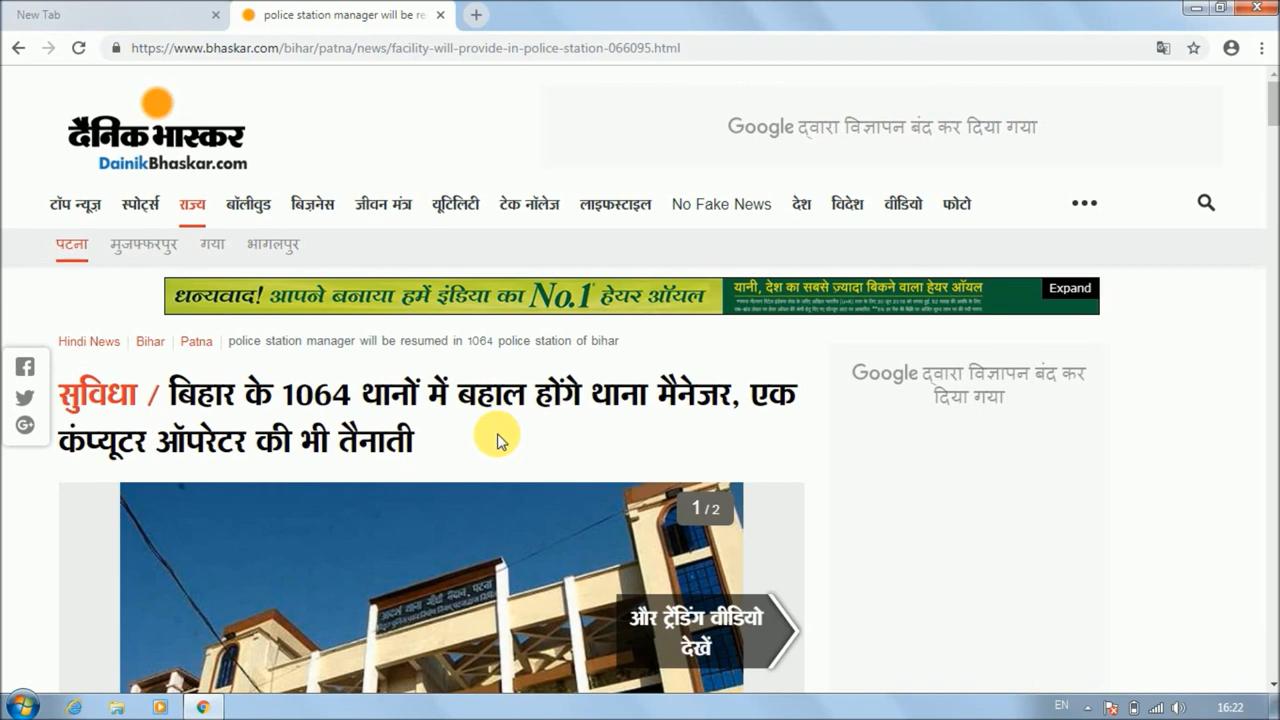 New Tab
police station manager will be re
https://www.bhaskar.com/bihar/patna/news/facility-will-provide-in-police-station-066095.html
दैनिक भास्कर
DainikBhaskar.com
Google द्वारा विज्ञापन बंद कर दिया गया
टॉप न्यूज़ स्पोर्ट्स राज्य बॉलीवुड बिज़नेस जीवन मंत्र यूटिलिटी टेक नॉलेज लाइफस्टाइल No Fake News देश विदेश वीडियो फोटो
पटना मुजफ्फरपुर गया भागलपुर
धन्यवाद! आपने बनाया हमें इंडिया का No.1 हेयर ऑयल
यानी, देश का सबसे ज़्यादा बिकने वाला हेयर ऑयल
Expand
Hindi News Bihar Patna police station manager will be resumed in 1064 police station of bihar
सुविधा / बिहार के 1064 थानों में बहाल होंगे थाना मैनेजर, एक
कंप्यूटर ऑपरेटर की भी तैनाती
Google द्वारा विज्ञापन बंद कर
दिया गया
1 / 2
और ट्रेंडिंग वीडियो
देखें
EN
16:22